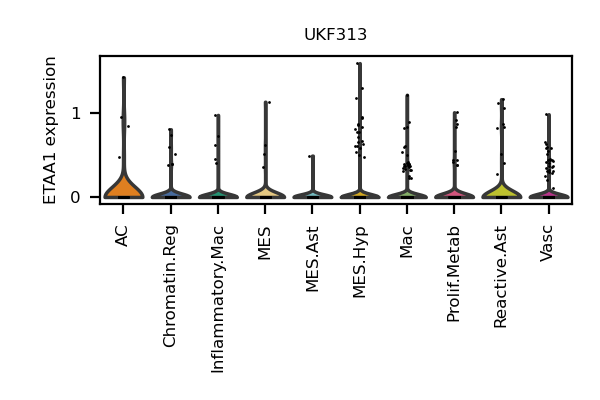 UKF313
ETAA1 expression
1
0
AC
Chromatin.Reg
Inflammatory.Mac
MES
MES.Ast
MES.Hyp
Mac
Prolif.Metab
Reactive.Ast
Vasc